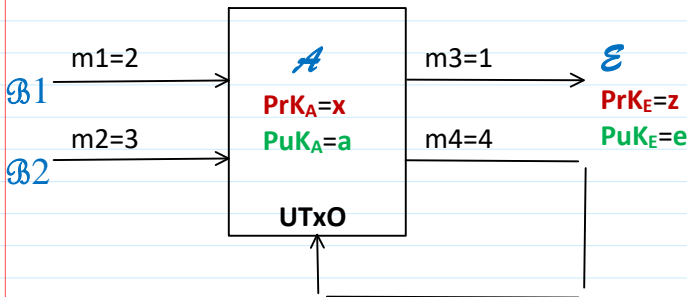 m1=2
ℬ1
m2=3
ℬ2
𝒜
PrKA=x
PuKA=a
UTxO
m3=1
m4=4
ℰ
PrKE=z
PuKE=e